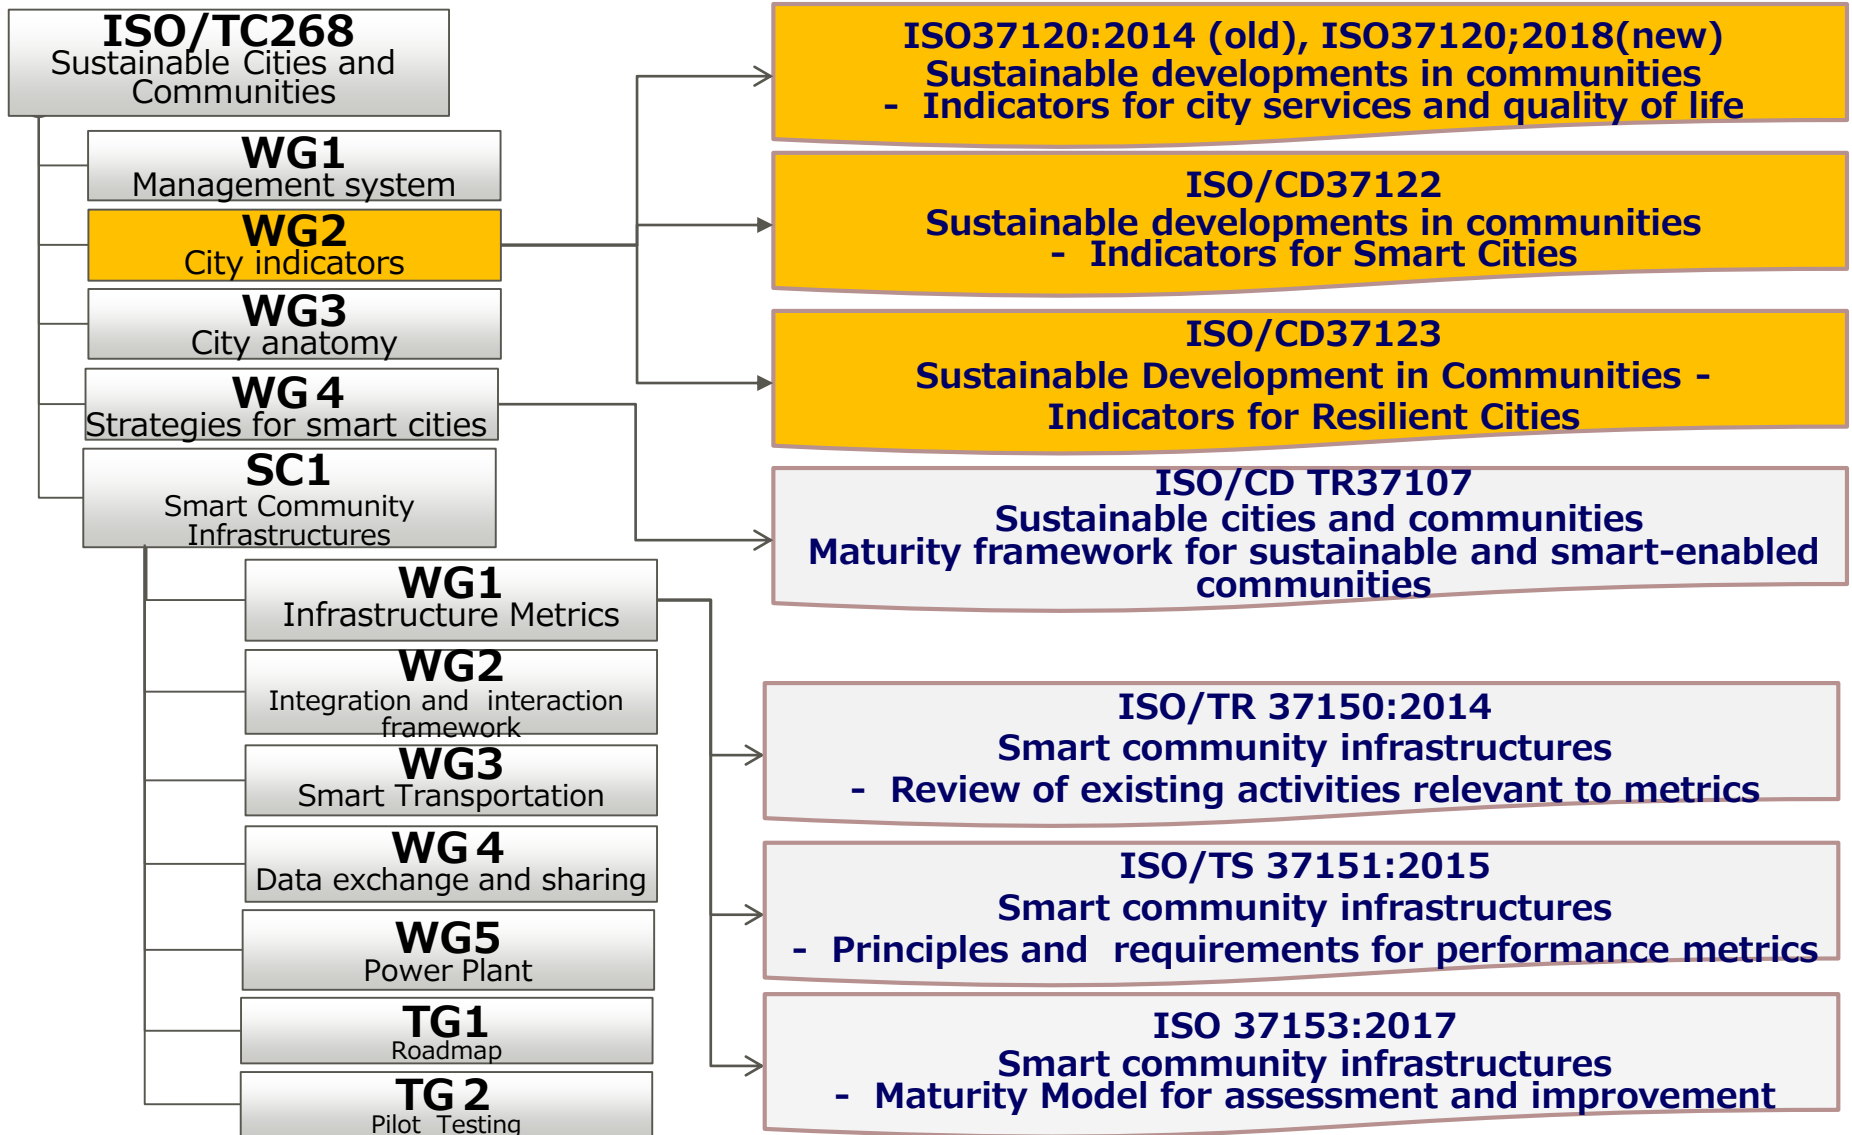 ISO/TC268
Sustainable Cities and
Communities
WG1
Management system
WG2
City indicators
WG3
City anatomy
WG4
Strategies for smart cities
SC1
Smart Community
Infrastructures
WG1
Infrastructure Metrics
WG2
Integration and interaction
framework
WG3
Smart Transportation
WG4
Data exchange and sharing
WG5
Power Plant
TG1
Roadmap
TG2
Pilot Testing
ISO37120:2014 (old), ISO37120;2018(new)
Sustainable developments in communities
- Indicators for city services and quality of life
ISO/CD37122
Sustainable developments in communities
- Indicators for Smart Cities
ISO/CD37123
Sustainable Development in Communities -
Indicators for Resilient Cities
ISO/CD TR37107
Sustainable cities and communities
Maturity framework for sustainable and smart-enabled
communities
ISO/TR 37150:2014
Smart community infrastructures
- Review of existing activities relevant to metrics
ISO/TS 37151:2015
Smart community infrastructures
- Principles and requirements for performance metrics
ISO 37153:2017
Smart community infrastructures
- Maturity Model for assessment and improvement